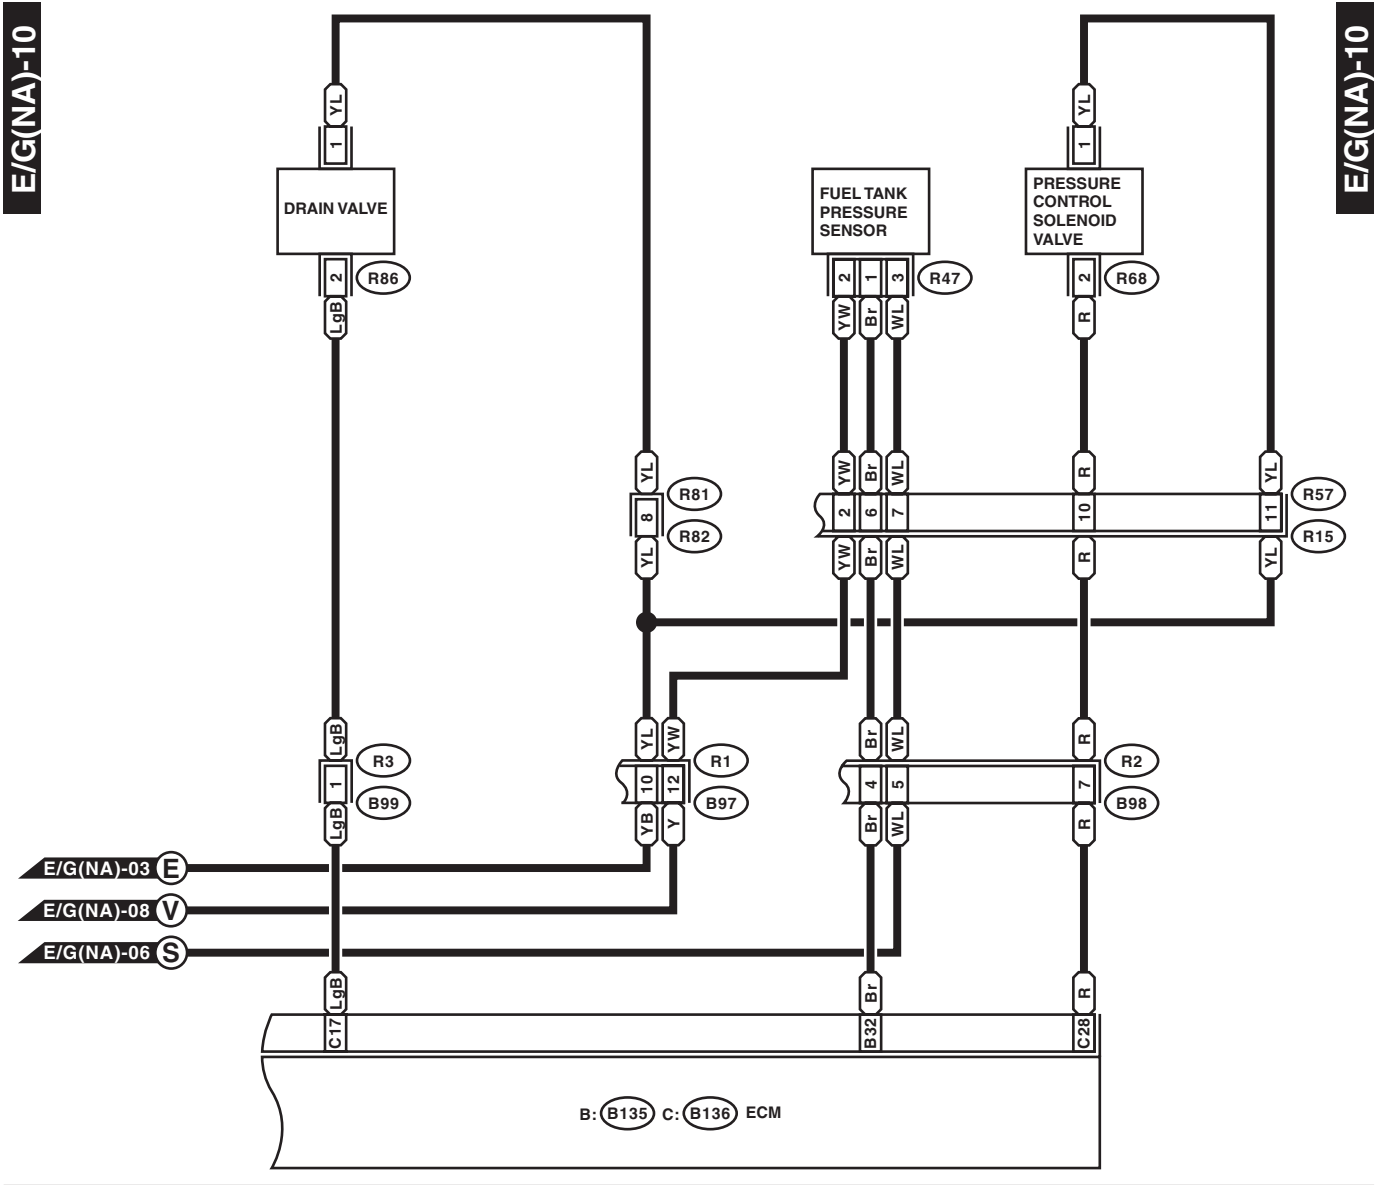 E/G(NA)-10
E/G(NA)-10
YL
YL
1
1
DRAIN VALVE
FUEL TANK
PRESSURE
SENSOR
PRESSURE
CONTROL
SOLENOID
VALVE
2
R86
2
1
3
R47
2
R68
LgB
YW
Br
WL
R
YL
YW
Br
WL
R
YL
R81
R57
8
2
6
7
10
11
R82
R15
YL
YW
Br
WL
R
YL
LgB
YL
YW
Br
WL
R
R3
R1
R2
1
10
12
4
5
7
B99
B97
B98
LgB
YB
Y
Br
WL
R
E/G(NA)-03 E
E/G(NA)-08 V
E/G(NA)-06 S
LgB
Br
R
C17
B32
C28
B: B135 C: B136 ECM